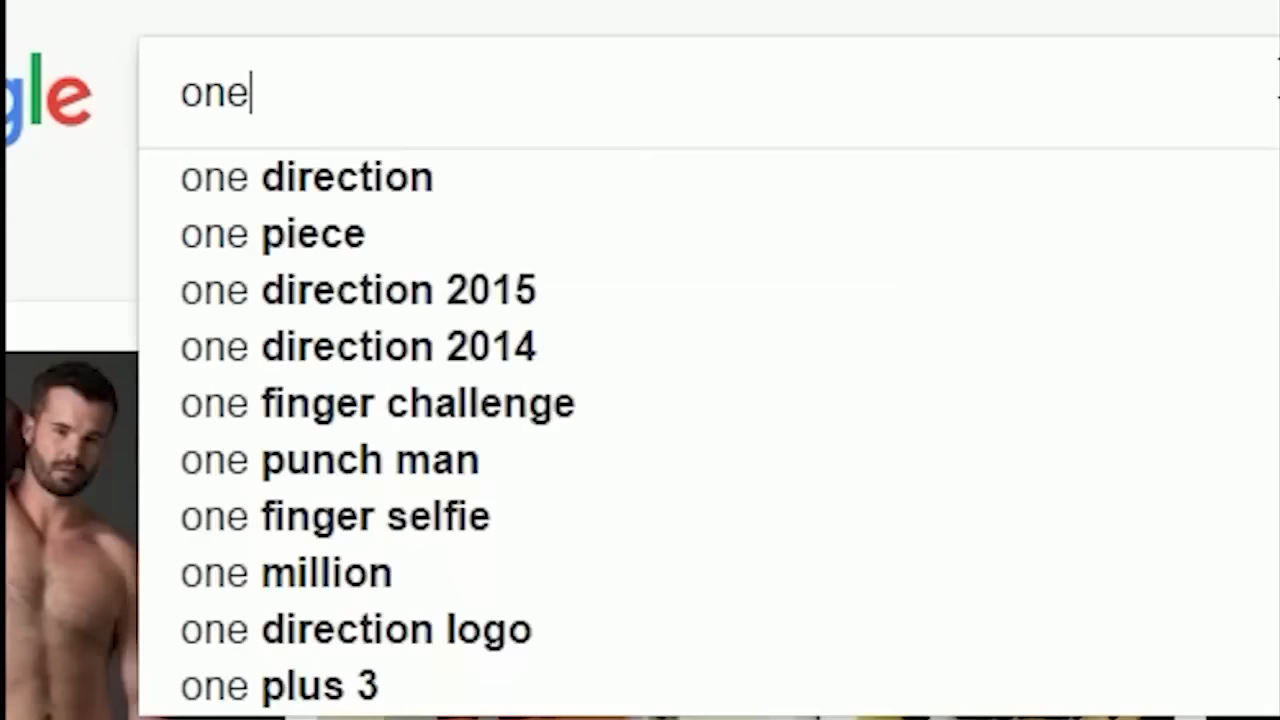 gle
one
one direction
one piece
one direction 2015
one direction 2014
one finger challenge
one punch man
one finger selfie
one million
one direction logo
one plus 3